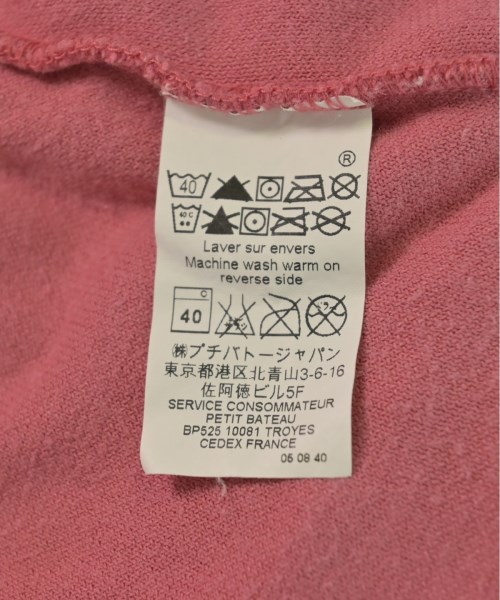 ®
40
40 C
Laver sur envers
Machine wash warm on
reverse side
40
㈱プチバトージャパン
東京都港区北青山3-6-16
佐阿徳ビル5F
SERVICE CONSOMMATEUR
PETIT BATEAU
BP525 10081 TROYES
CEDEX FRANCE
05 08 40